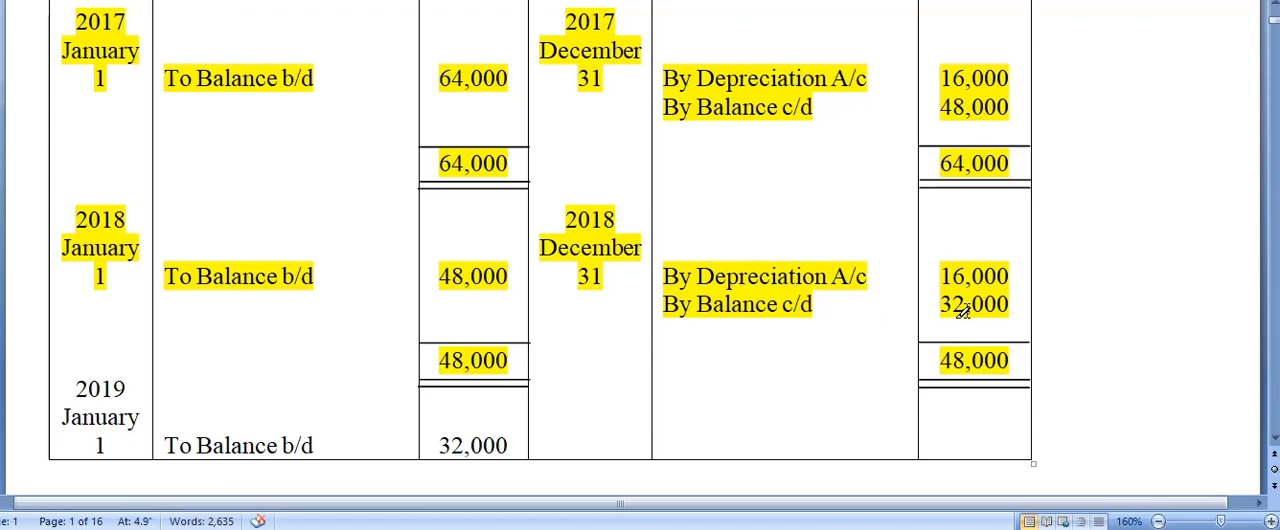 2017 2017
January December
1 To Balance b/d 64,000 31 By Depreciation A/c 16,000
By Balance c/d 48,000
64,000 64,000
2018 2018
January December
1 To Balance b/d 48,000 31 By Depreciation A/c 16,000
By Balance c/d 32,000
48,000 48,000
2019
January
1 To Balance b/d 32,000
e: 1 Page: 1 of 16 At: 4.9" Words: 2,635 160%